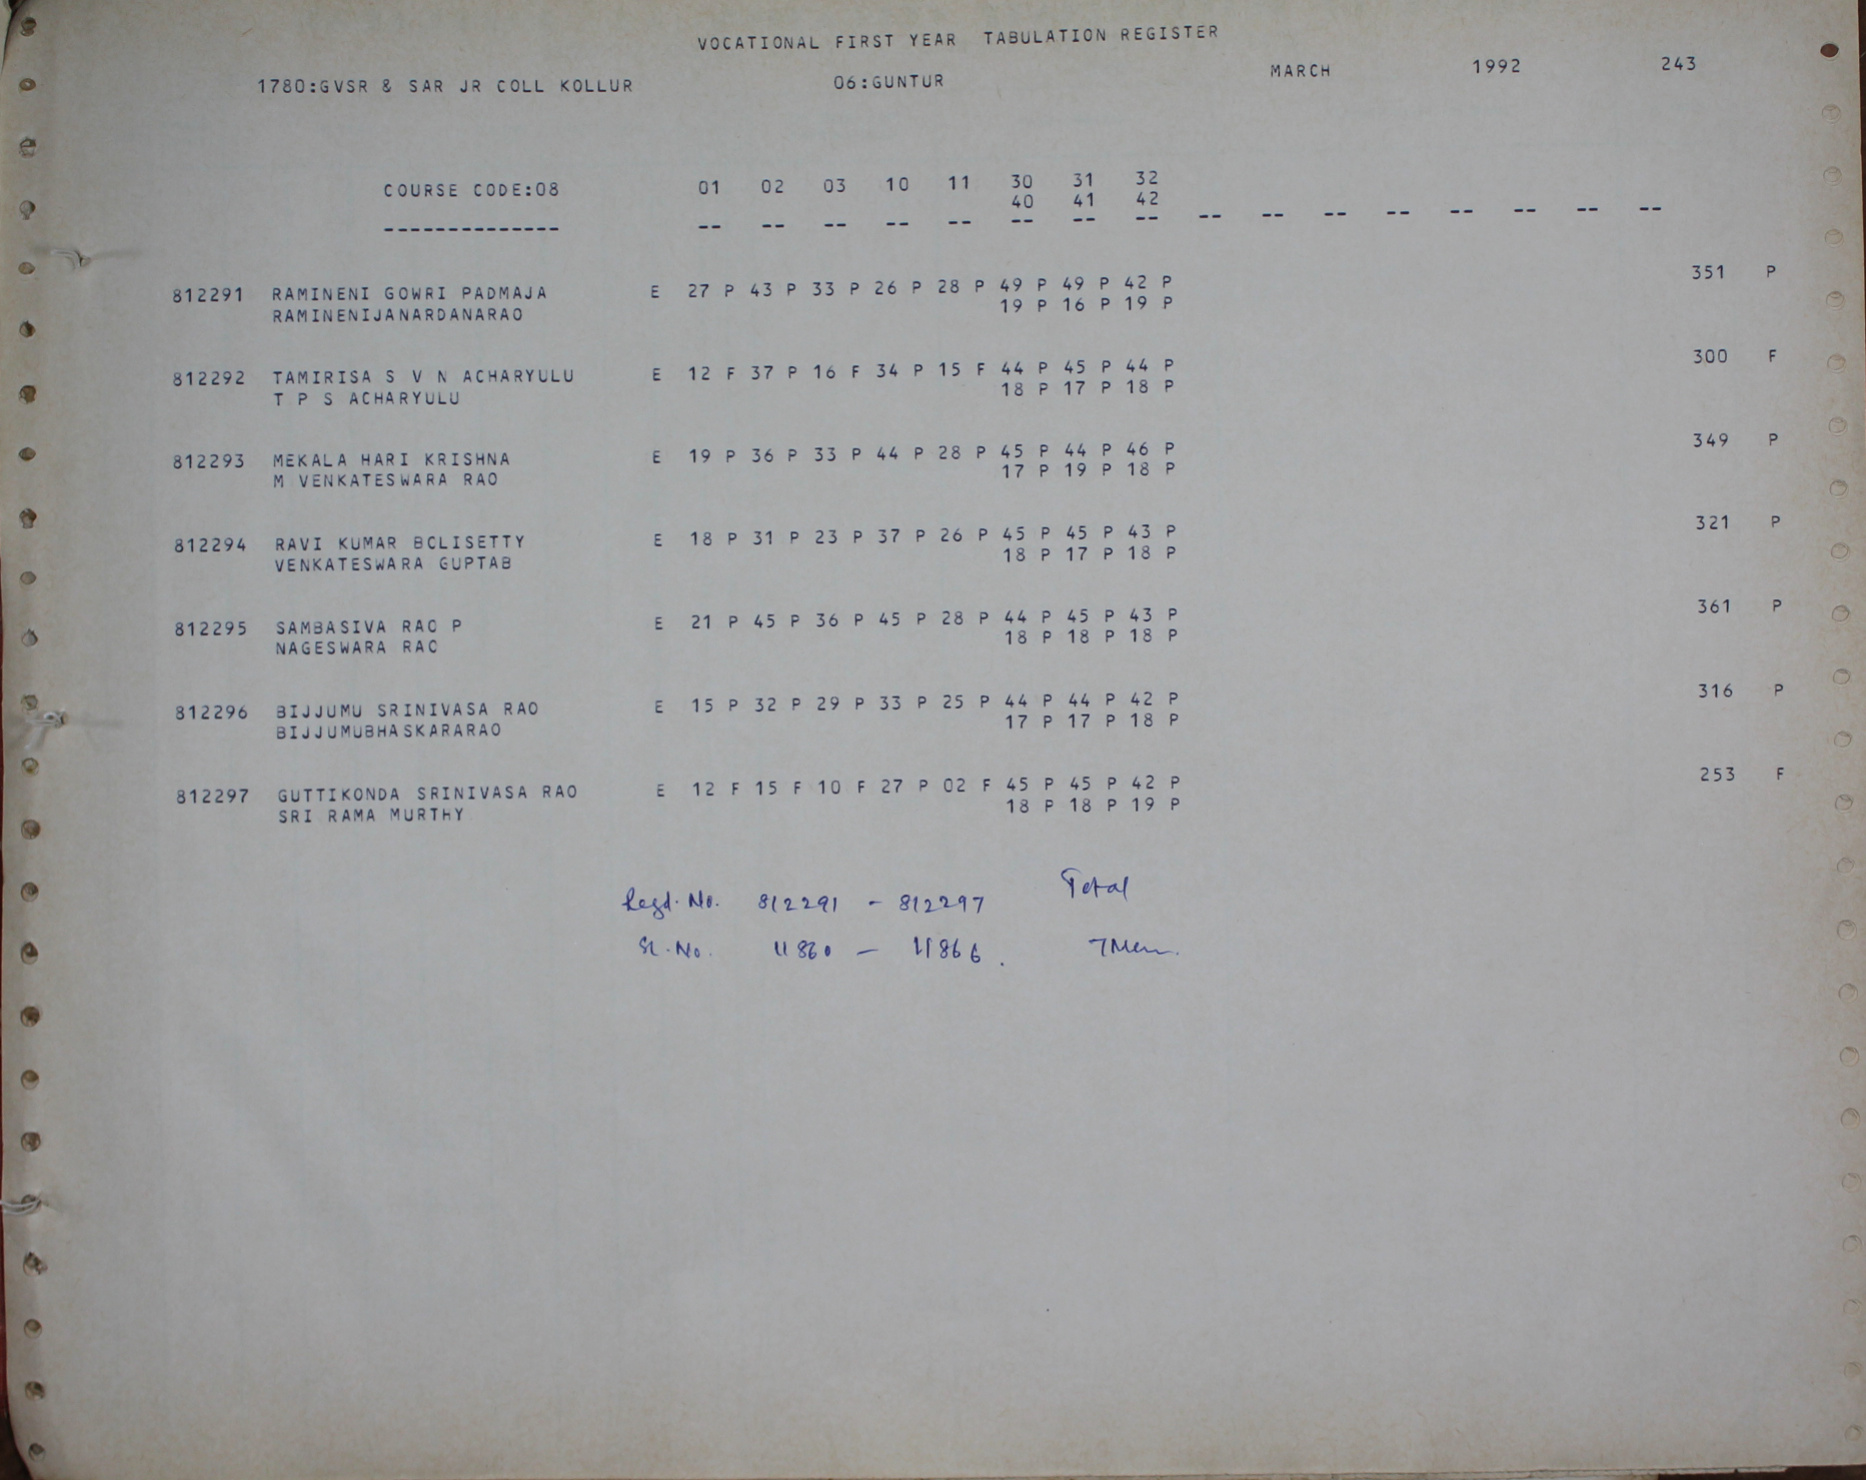 VOCATIONAL FIRST YEAR TABULATION REGISTER
1780:GVSR & SAR JR COLL KOLLUR 06:GUNTUR MARCH 1992 243
COURSE CODE:08 01 02 03 10 11 30 31 32
40 41 42
-------------- -- -- -- -- -- -- -- -- -- -- -- -- -- -- -- --
812291 RAMINENI GOWRI PADMAJA E 27 P 43 P 33 P 26 P 28 P 49 P 49 P 42 P 351 P
RAMINENIJANARDANARAO 19 P 16 P 19 P
812292 TAMIRISA S V N ACHARYULU E 12 F 37 P 16 F 34 P 15 F 44 P 45 P 44 P 300 F
T P S ACHARYULU 18 P 17 P 18 P
812293 MEKALA HARI KRISHNA E 19 P 36 P 33 P 44 P 28 P 45 P 44 P 46 P 349 P
M VENKATESWARA RAO 17 P 19 P 18 P
812294 RAVI KUMAR BCLISETTY E 18 P 31 P 23 P 37 P 26 P 45 P 45 P 43 P 321 P
VENKATESWARA GUPTAB 18 P 17 P 18 P
812295 SAMBASIVA RAO P E 21 P 45 P 36 P 45 P 28 P 44 P 45 P 43 P 361 P
NAGESWARA RAO 18 P 18 P 18 P
812296 BIJJUMU SRINIVASA RAO E 15 P 32 P 29 P 33 P 25 P 44 P 44 P 42 P 316 P
BIJJUMUBHASKARARAO 17 P 17 P 18 P
812297 GUTTIKONDA SRINIVASA RAO E 12 F 15 F 10 F 27 P 02 F 45 P 45 P 42 P 253 F
SRI RAMA MURTHY 18 P 18 P 19 P
Regd. No. 812291 - 812297 Total
Sl. No. 11860 - 11866. 7 Mem.